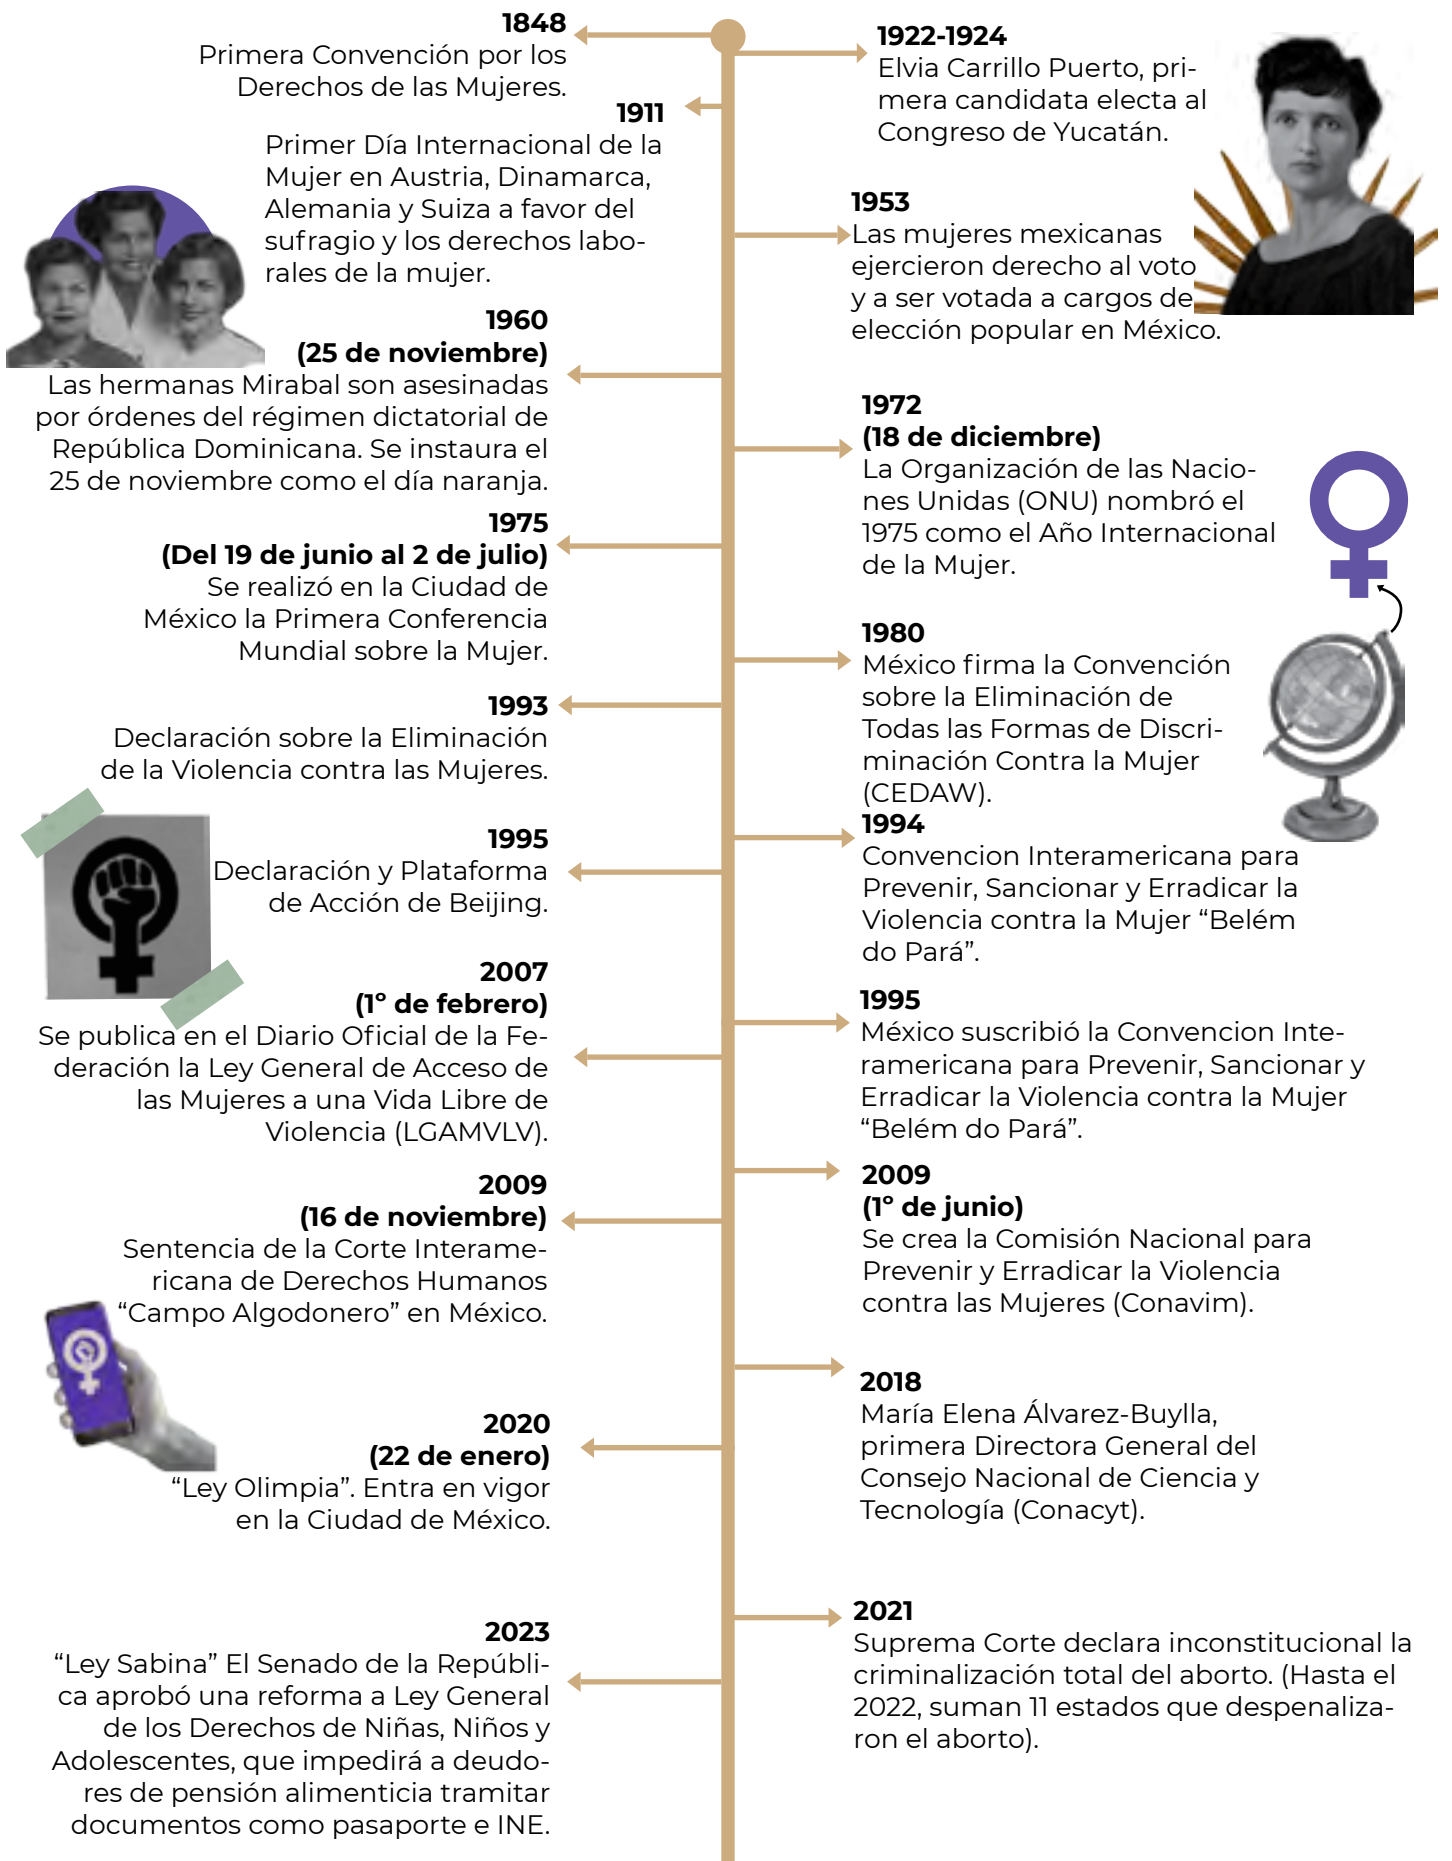 1848
Primera Convención por los
Derechos de las Mujeres.
1911
Primer Día Internacional de la
Mujer en Austria, Dinamarca,
Alemania y Suiza a favor del
sufragio y los derechos labo-
rales de la mujer.
1922-1924
Elvia Carrillo Puerto, pri-
mera candidata electa al
Congreso de Yucatán.
1953
Las mujeres mexicanas
ejercieron derecho al voto
y a ser votada a cargos de
elección popular en México.
1960
(25 de noviembre)
Las hermanas Mirabal son asesinadas
por órdenes del régimen dictatorial de
República Dominicana. Se instaura el
25 de noviembre como el día naranja.
1972
(18 de diciembre)
La Organización de las Nacio-
nes Unidas (ONU) nombró el
1975 como el Año Internacional
de la Mujer.
1975
(Del 19 de junio al 2 de julio)
Se realizó en la Ciudad de
México la Primera Conferencia
Mundial sobre la Mujer.
1980
México firma la Convención
sobre la Eliminación de
Todas las Formas de Discri-
minación Contra la Mujer
(CEDAW).
1993
Declaración sobre la Eliminación
de la Violencia contra las Mujeres.
1994
Convencion Interamericana para
Prevenir, Sancionar y Erradicar la
Violencia contra la Mujer “Belém
do Pará”.
1995
Declaración y Plataforma
de Acción de Beijing.
1995
México suscribió la Convencion Inte-
ramericana para Prevenir, Sancionar y
Erradicar la Violencia contra la Mujer
“Belém do Pará”.
2007
(1º de febrero)
Se publica en el Diario Oficial de la Fe-
deración la Ley General de Acceso de
las Mujeres a una Vida Libre de
Violencia (LGAMVLV).
2009
(1º de junio)
Se crea la Comisión Nacional para
Prevenir y Erradicar la Violencia
contra las Mujeres (Conavim).
2009
(16 de noviembre)
Sentencia de la Corte Interame-
ricana de Derechos Humanos
“Campo Algodonero” en México.
2018
María Elena Álvarez-Buylla,
primera Directora General del
Consejo Nacional de Ciencia y
Tecnología (Conacyt).
2020
(22 de enero)
“Ley Olimpia”. Entra en vigor
en la Ciudad de México.
2021
Suprema Corte declara inconstitucional la
criminalización total del aborto. (Hasta el
2022, suman 11 estados que despenaliza-
ron el aborto).
2023
“Ley Sabina” El Senado de la Repúbli-
ca aprobó una reforma a Ley General
de los Derechos de Niñas, Niños y
Adolescentes, que impedirá a deudo-
res de pensión alimenticia tramitar
documentos como pasaporte e INE.